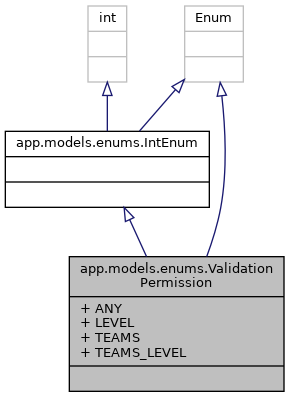 int
Enum
app.models.enums.IntEnum
app.models.enums.Validation
Permission
+ ANY
+ LEVEL
+ TEAMS
+ TEAMS_LEVEL